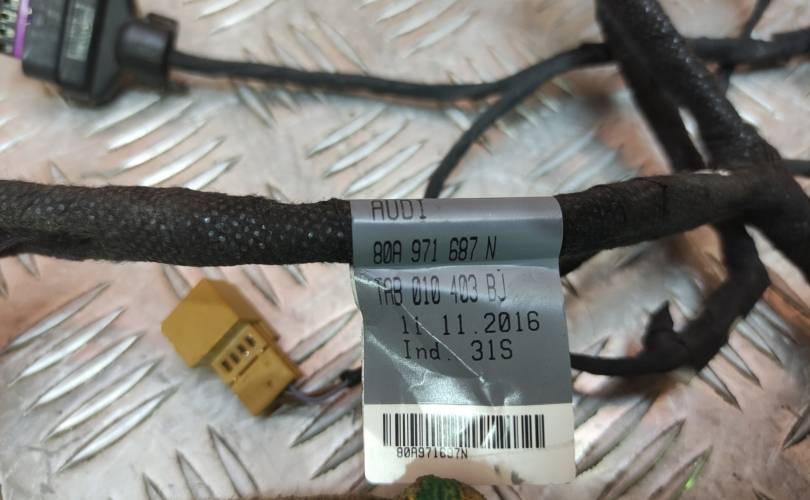 AUDI
80A 971 687 N
TAB 010 403 BJ
11.11.2016
Ind. 31S
80A971687N